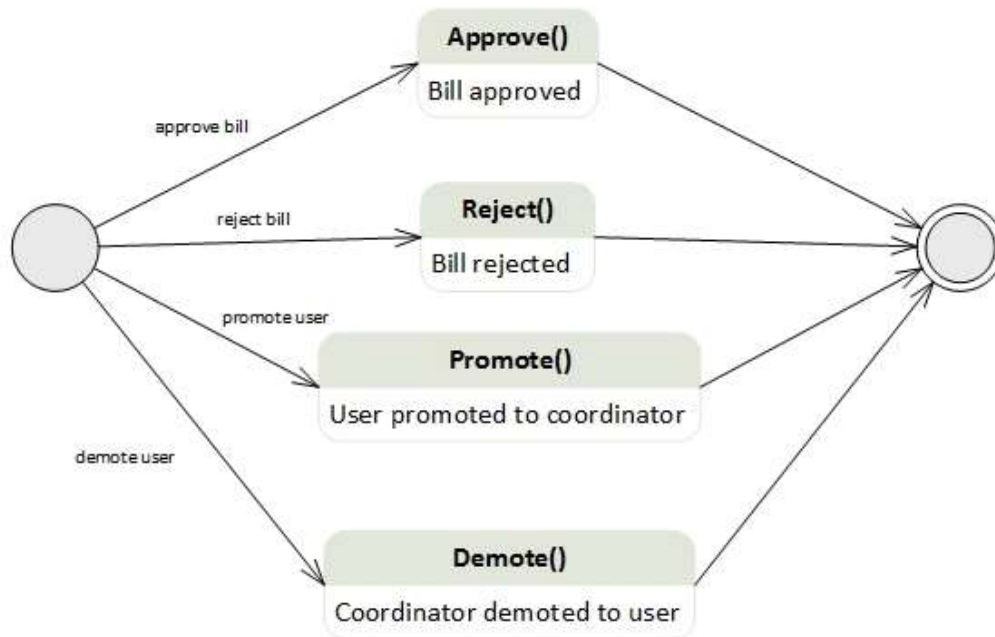 Approve()
Bill approved
approve bill
Reject()
reject bill
Bill rejected
promote user
Promote()
User promoted to coordinator
demote user
Demote()
Coordinator demoted to user